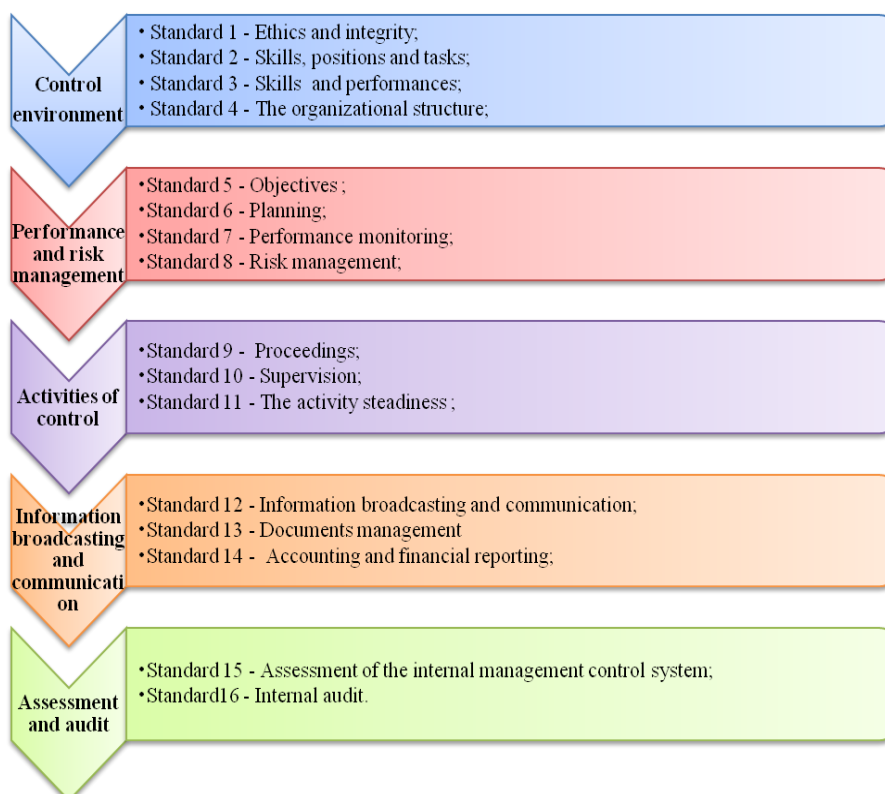 Control
environment
• Standard 1 - Ethics and integrity;
• Standard 2 - Skills, positions and tasks
• Standard 3 - Skills and performances;
• Standard 4 - The organizational structure;
Performance
and risk
management
•Standard 5 - Objectives ;
•Standard 6 - Planning;
•Standard 7 - Performance monitoring;
•Standard 8 - Risk management;
Activities of
control
•Standard 9 - Proceedings;
•Standard 10 - Supervision;
•Standard 11 - The activity steadiness ;
Information
broadcasting
and
communicati
on
•Standard 12 - Information broadcasting and communication;
•Standard 13 - Documents management
•Standard 14 - Accounting and financial reporting;
Assessment
and audit
•Standard 15 - Assessment of the internal management control system;
•Standard16 - Internal audit.